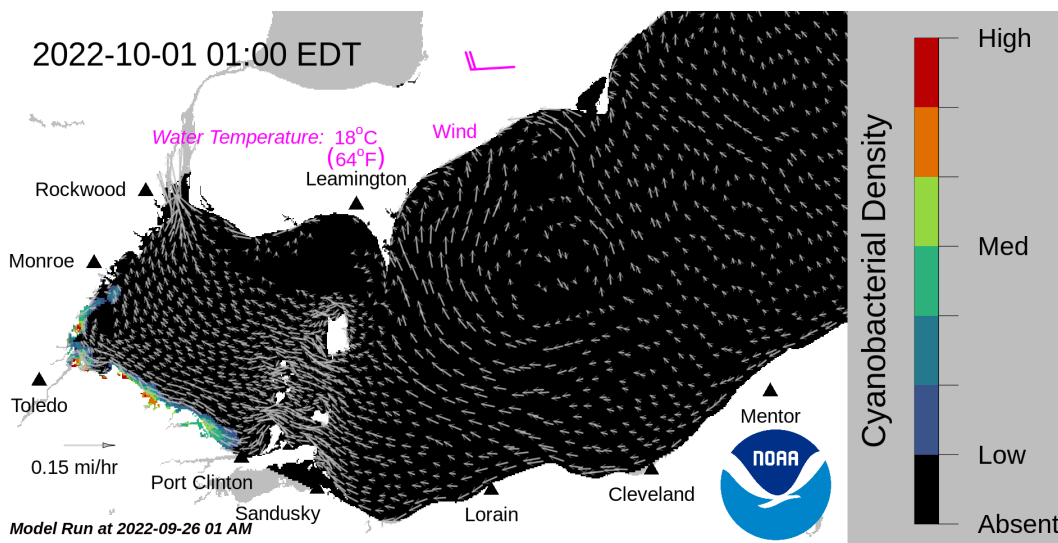 2022-10-01 01:00 EDT
High
Water Temperature: 18°C
(64°F)
Wind
Leamington
Rockwood
Monroe
Med
Cyanobacterial Density
Toledo
Mentor
0.15 mi/hr
NOAA
Low
Port Clinton
Cleveland
Sandusky
Lorain
Model Run at 2022-09-26 01 AM
Absent